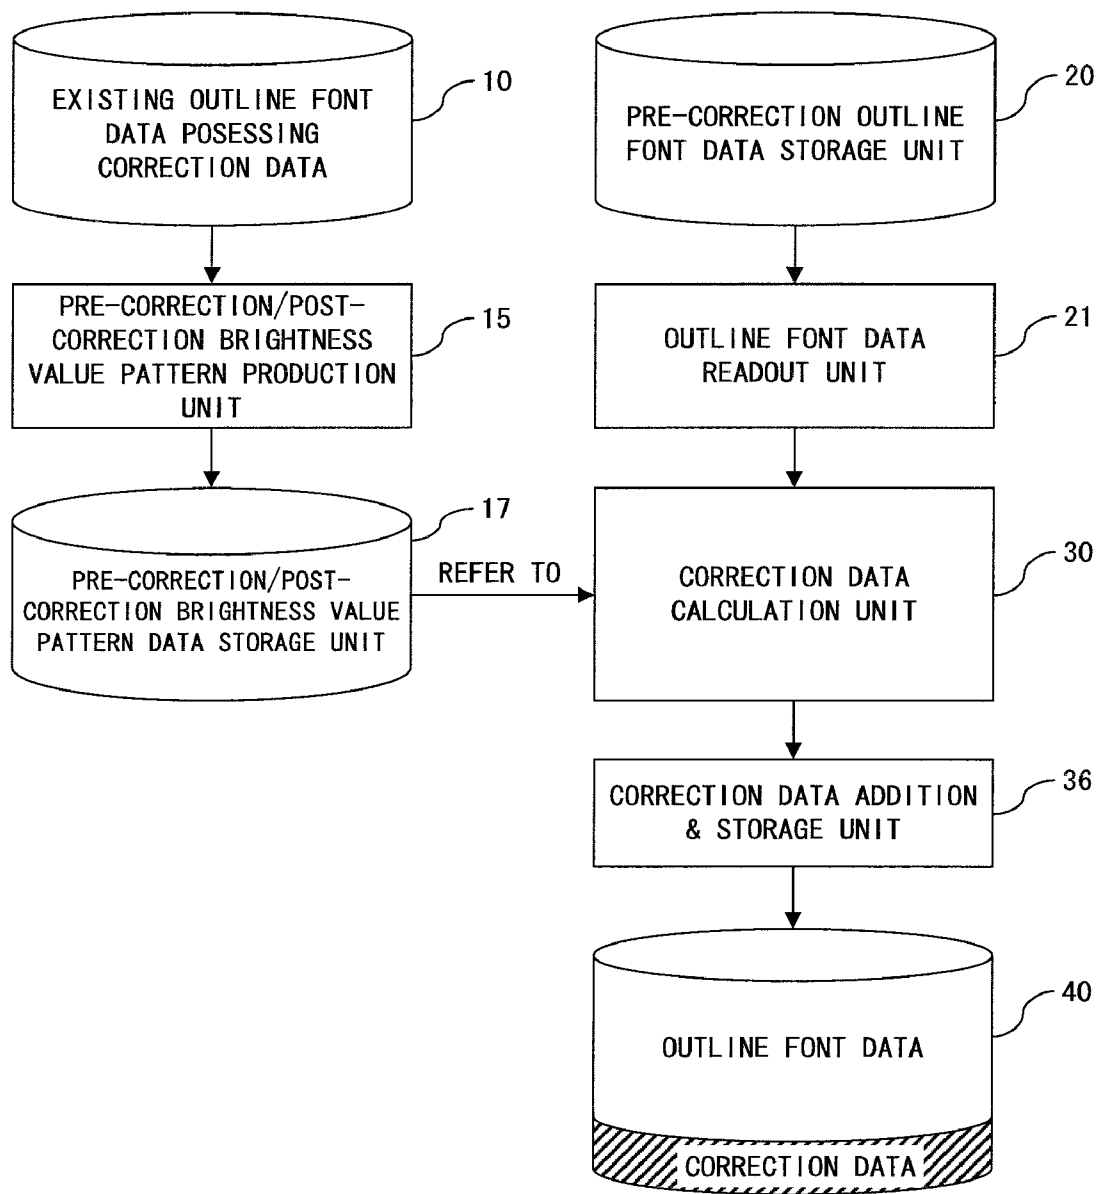 EXISTING OUTLINE FONT
DATA POSESSING
CORRECTION DATA
10
PRE-CORRECTION/POST-
CORRECTION BRIGHTNESS
VALUE PATTERN PRODUCTION
UNIT
15
PRE-CORRECTION/POST-
CORRECTION BRIGHTNESS VALUE
PATTERN DATA STORAGE UNIT
17
REFER TO
PRE-CORRECTION OUTLINE
FONT DATA STORAGE UNIT
20
OUTLINE FONT DATA
READOUT UNIT
21
CORRECTION DATA
CALCULATION UNIT
30
CORRECTION DATA ADDITION
& STORAGE UNIT
36
OUTLINE FONT DATA
40
CORRECTION DATA